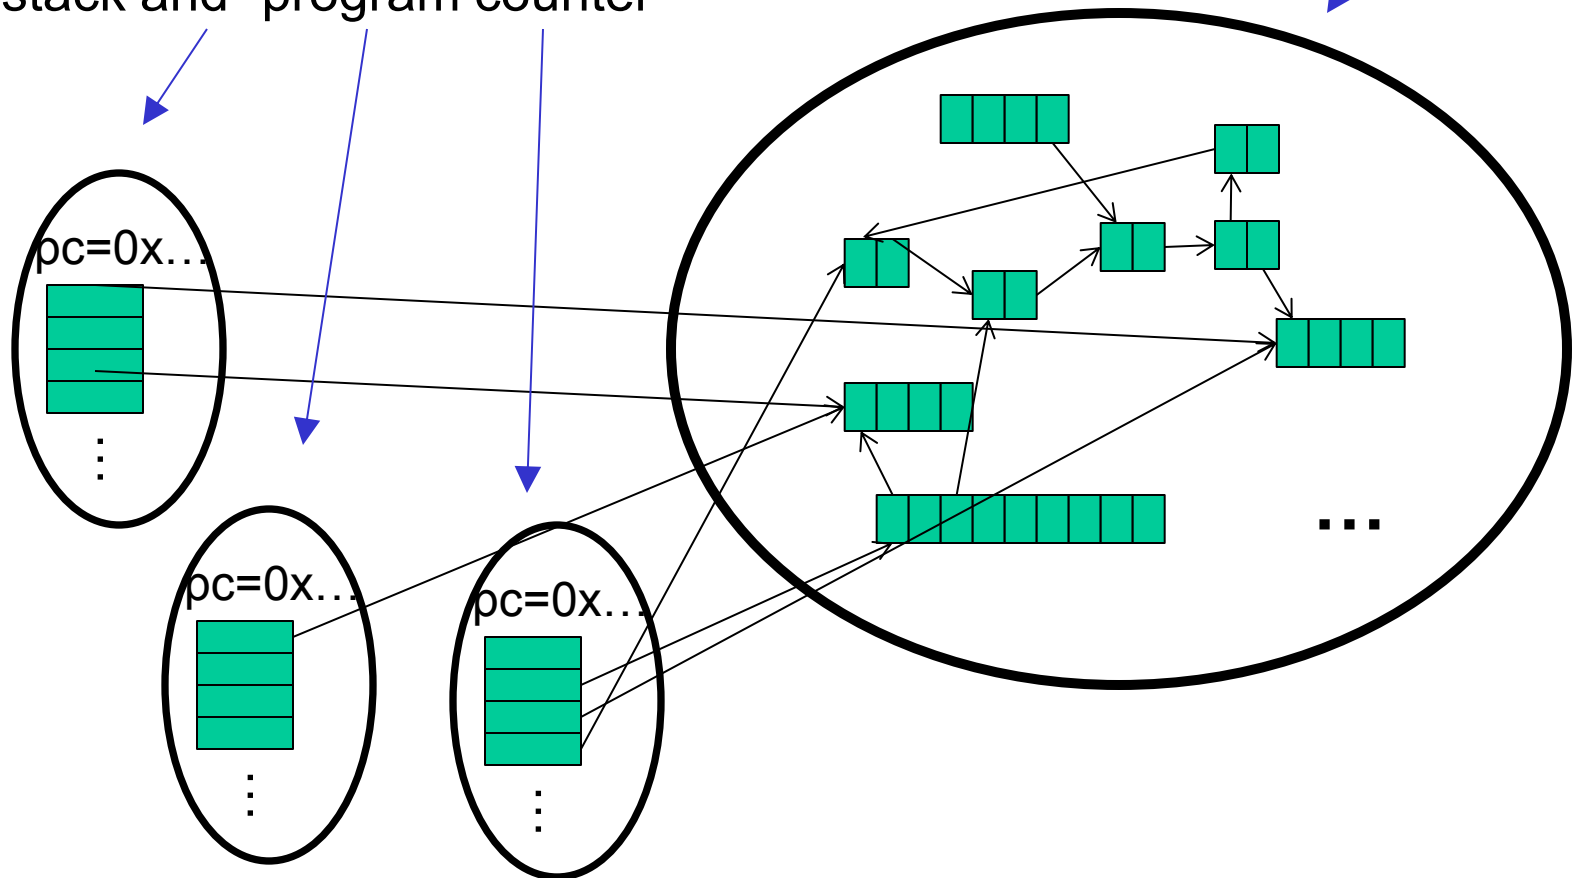 stack and program counter
pc=0x…
pc=0x…
pc=0x…
…